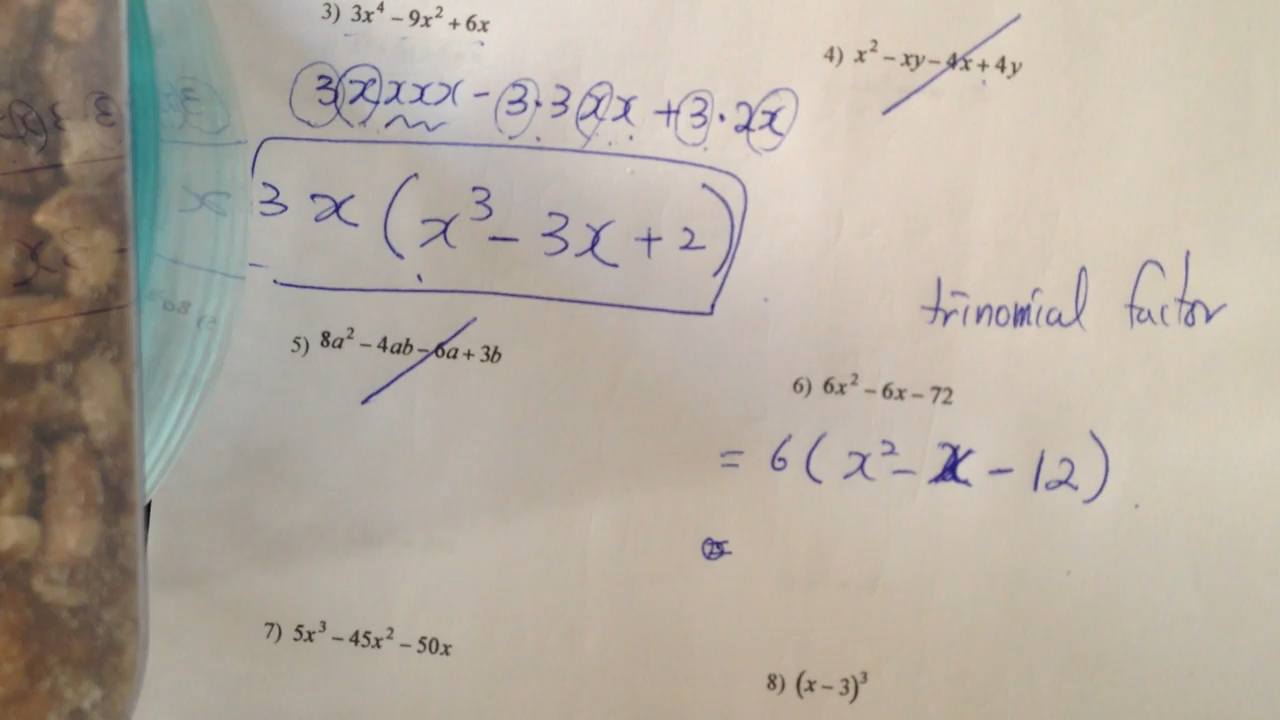 3) 3x⁴ – 9x² + 6x
3xxxx - 3·3xx + 3·2x
3x(x³ - 3x + 2)
4) x² – xy – 4x + 4y
trinomial factor
5) 8a² – 4ab – 6a + 3b
6) 6x² – 6x – 72
= 6(x² - x - 12)
7) 5x³ – 45x² – 50x
8) (x – 3)³